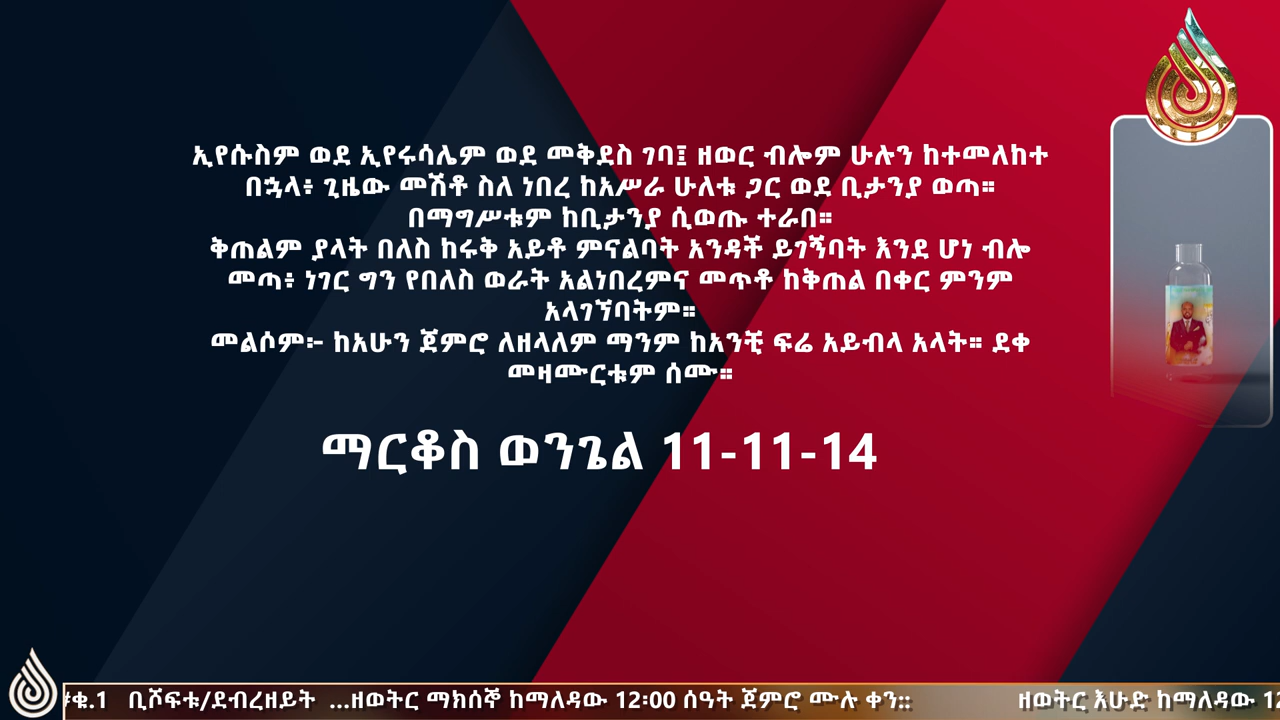 ኢየሱስም ወደ ኢየሩሳሌም ወደ መቅደስ ገባ፤ ዘወር ብሎም ሁሉን ከተመለከተ
በኋላ፥ ጊዜው መሽቶ ስለ ነበረ ከአሥራ ሁለቱ ጋር ወደ ቢታንያ ወጣ።
በማግሥቱም ከቢታንያ ሲወጡ ተራበ።
ቅጠልም ያላት በለስ ከሩቅ አይቶ ምናልባት አንዳች ይገኝባት እንደ ሆነ ብሎ
መጣ፥ ነገር ግን የበለስ ወራት አልነበረምና መጥቶ ከቅጠል በቀር ምንም
አላገኘባትም።
መልሶም፦ ከአሁን ጀምሮ ለዘላለም ማንም ከአንቺ ፍሬ አይብላ አላት። ደቀ
መዛሙርቱም ሰሙ።
ማርቆስ ወንጌል 11-11-14
ቁ.1 ቢሾፍቱ/ደብረዘይት ...ዘወትር ማክሰኞ ከማለዳው 12:00 ሰዓት ጀምሮ ሙሉ ቀን።። ዘወትር እሁድ ከማለዳው 12